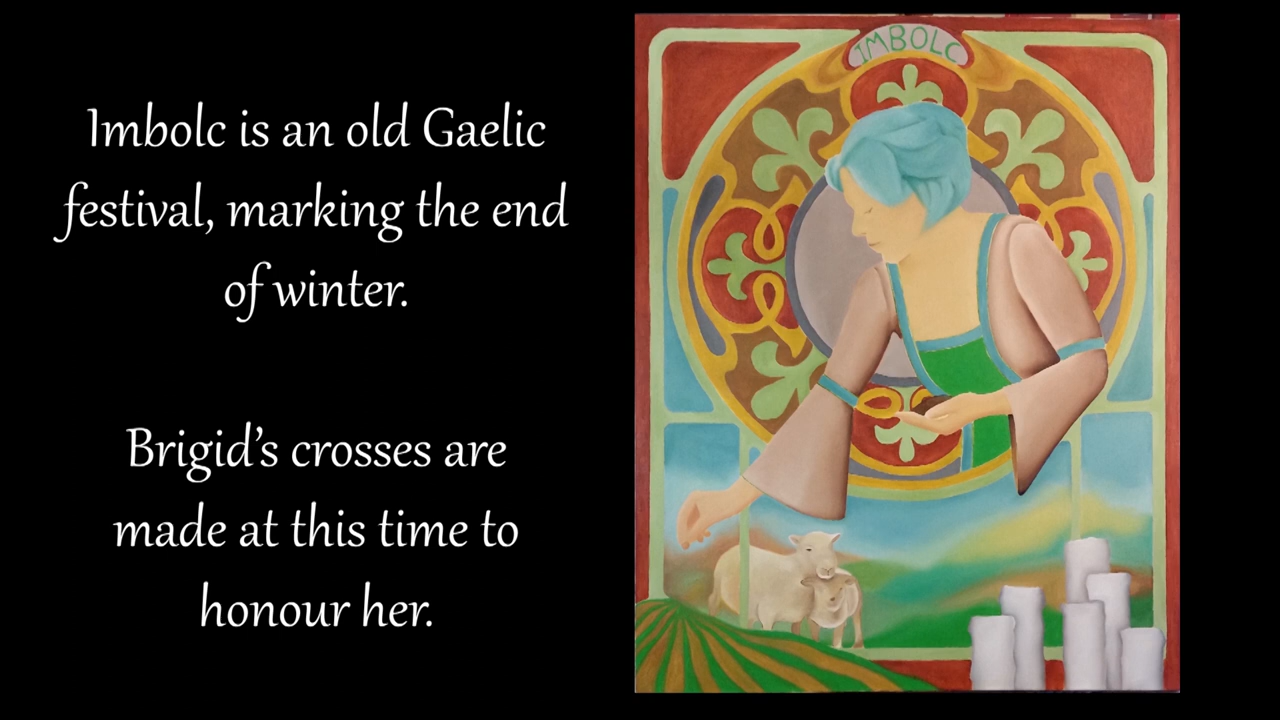 Imbolc is an old Gaelic
festival, marking the end
of winter.
Brigid’s crosses are
made at this time to
honour her.
IMBOLC